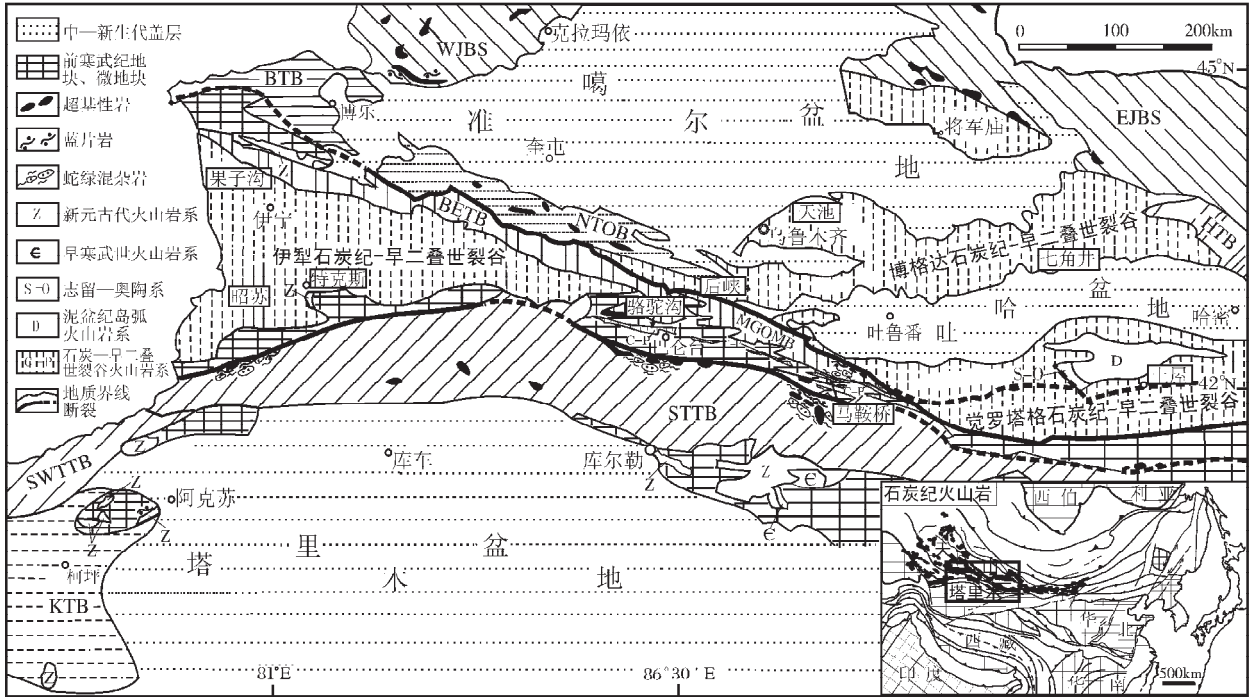 中—新生代盖层
前寒武纪地
块、微地块
超基性岩
蓝片岩
蛇绿混杂岩
Z
新元古代火山岩系
Є
早寒武世火山岩系
S-O
志留—奥陶系
D
泥盆纪岛弧
火山岩系
石炭—早二叠
世裂谷火山岩系
地质界线
断裂
0 100 200km
45°N
WJBS
克拉玛依
BTB
博乐
噶
准 尔 盆
地
奎屯
将军庙
EJBS
果子沟
Z
伊宁
BETB
NTOB
天池
乌鲁木齐
HTB
伊犁石炭纪-早二叠世裂谷
博格达石炭纪-早二叠世裂谷
七角井
特克斯
Z
昭苏
后峡
骆驼沟
MGOMB
吐鲁番
吐
哈
盆
地
哈密
C-P
仑台
S-O
D
42°N
马鞍桥
觉罗塔格石炭纪-早二叠世裂谷
STTB
SWTTB
Z
库车
库尔勒
Z
Z
Є
Є
Z
阿克苏
Z
Z
塔
里
木
盆
地
柯坪
KTB
Z
81°E
86°30′E
石炭纪火山岩
西 伯 利 亚
塔里木
华 北
西 藏
印 度
华 南
500km